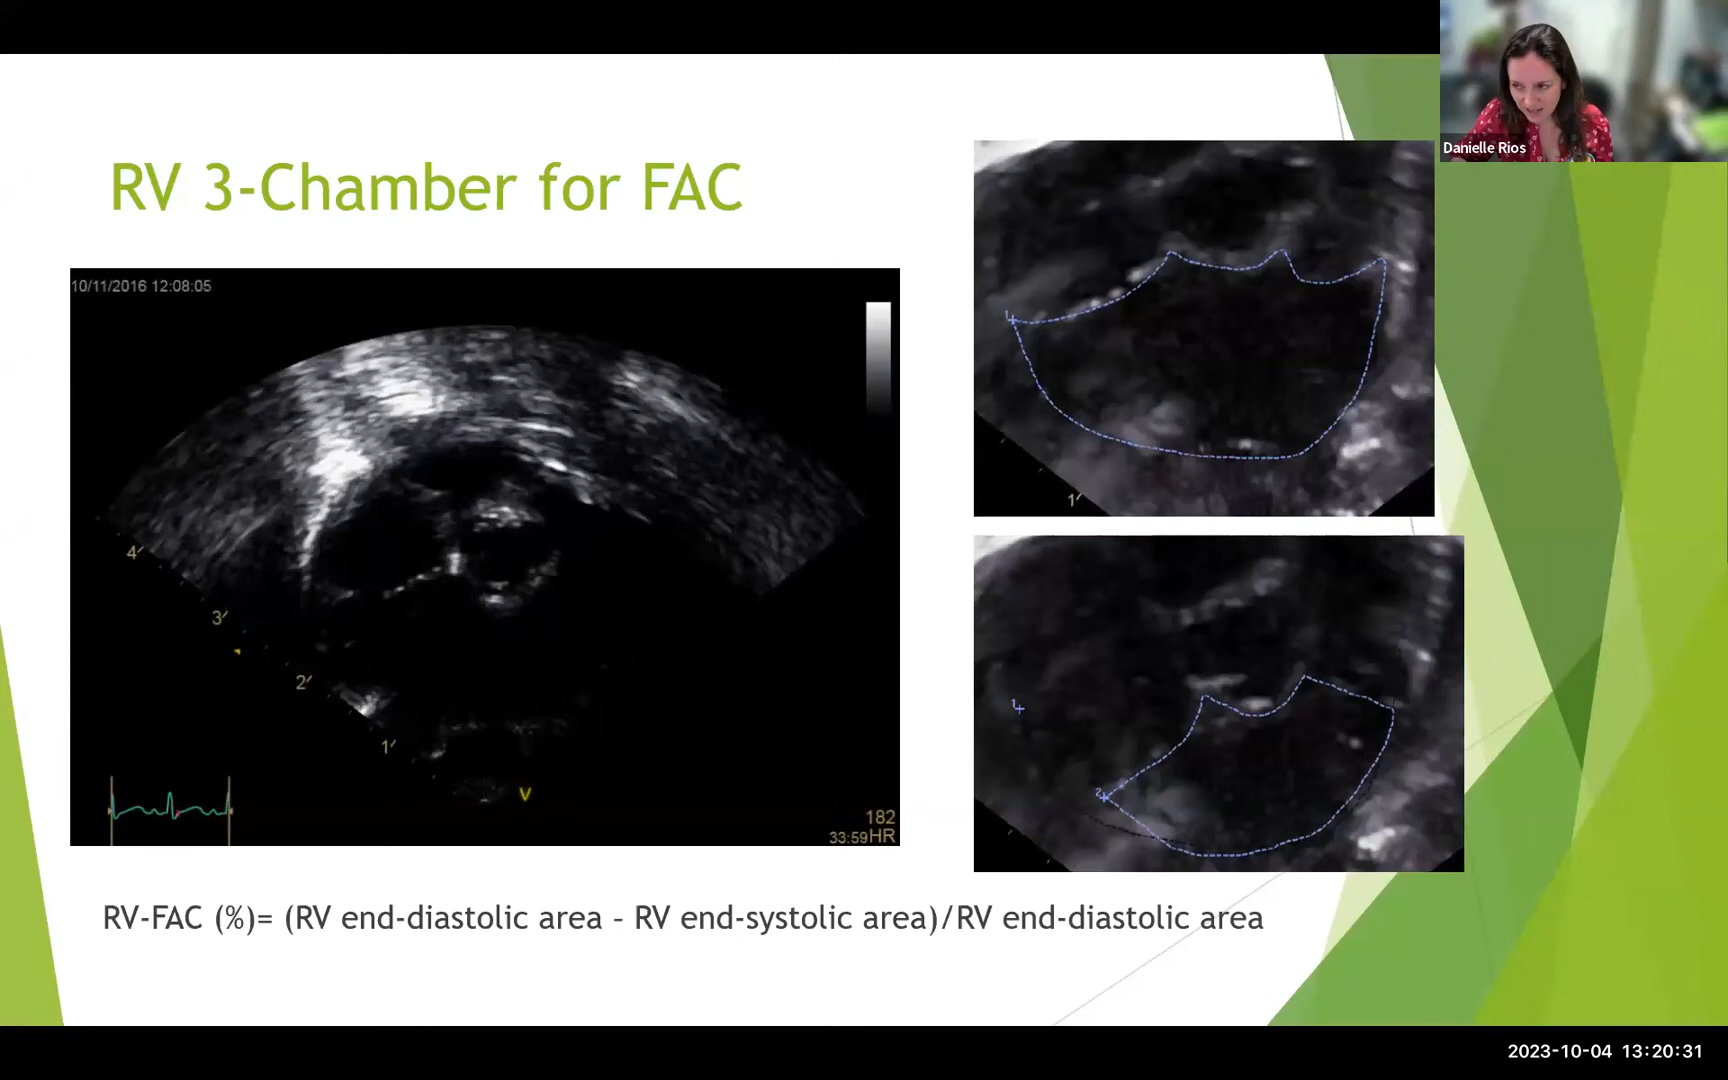 Danielle Rios
RV 3-Chamber for FAC
10/11/2016 12:08:05
4
3
2
1
V
182
33:59HR
1
1
1
2
RV-FAC (%)= (RV end-diastolic area - RV end-systolic area)/RV end-diastolic area
2023-10-04 13:20:31